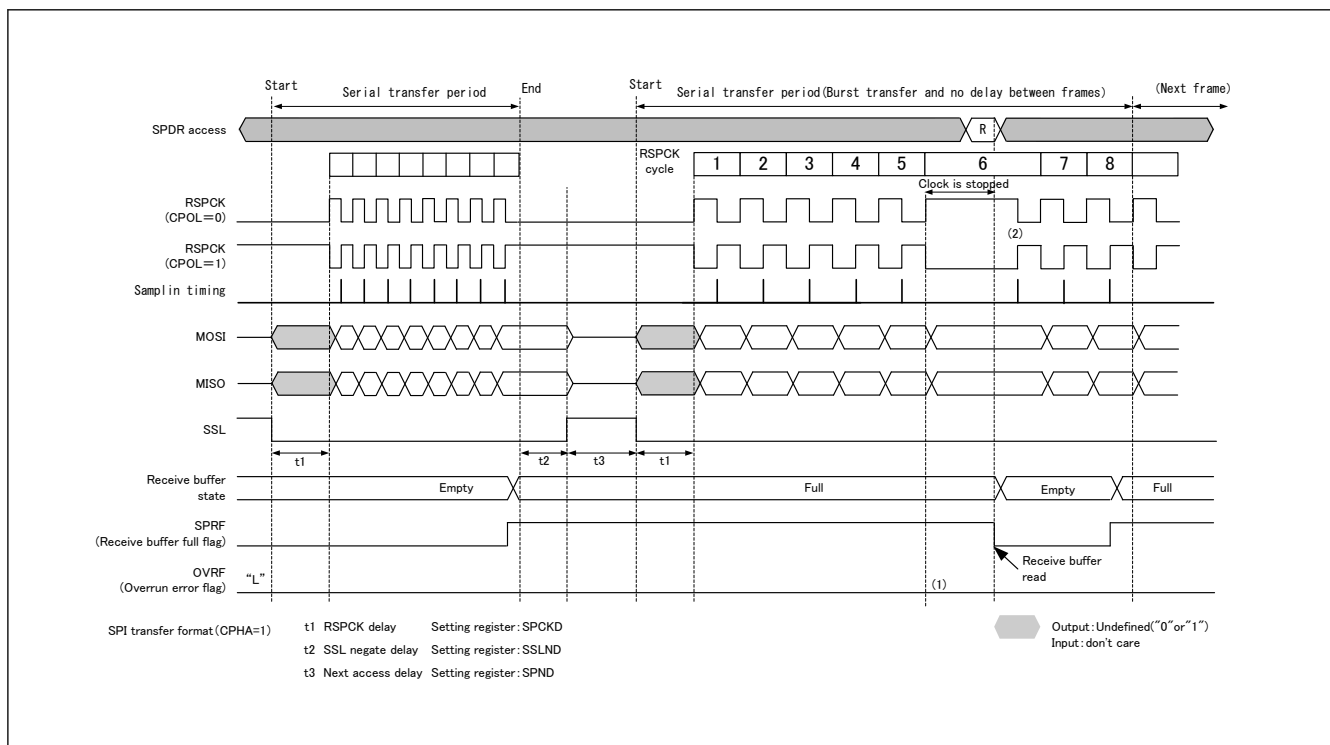 Start
Serial transfer period
End
Start
Serial transfer period(Burst transfer and no delay between frames)
(Next frame)
SPDR access
R
RSPCK
cycle
1 2 3 4 5 6 7 8
Clock is stopped
RSPCK
(CPOL=0)
(2)
RSPCK
(CPOL=1)
Samplin timing
MOSI
MISO
SSL
t1 t2 t3 t1
Receive buffer
state
Empty Full Empty Full
SPRF
(Receive buffer full flag)
Receive buffer
read
OVRF
(Overrun error flag)
“L”
(1)
SPI transfer format(CPHA=1)
t1 RSPCK delay Setting register:SPCKD
t2 SSL negate delay Setting register:SSLND
t3 Next access delay Setting register:SPND
Output:Undefined("0"or"1")
Input:don't care